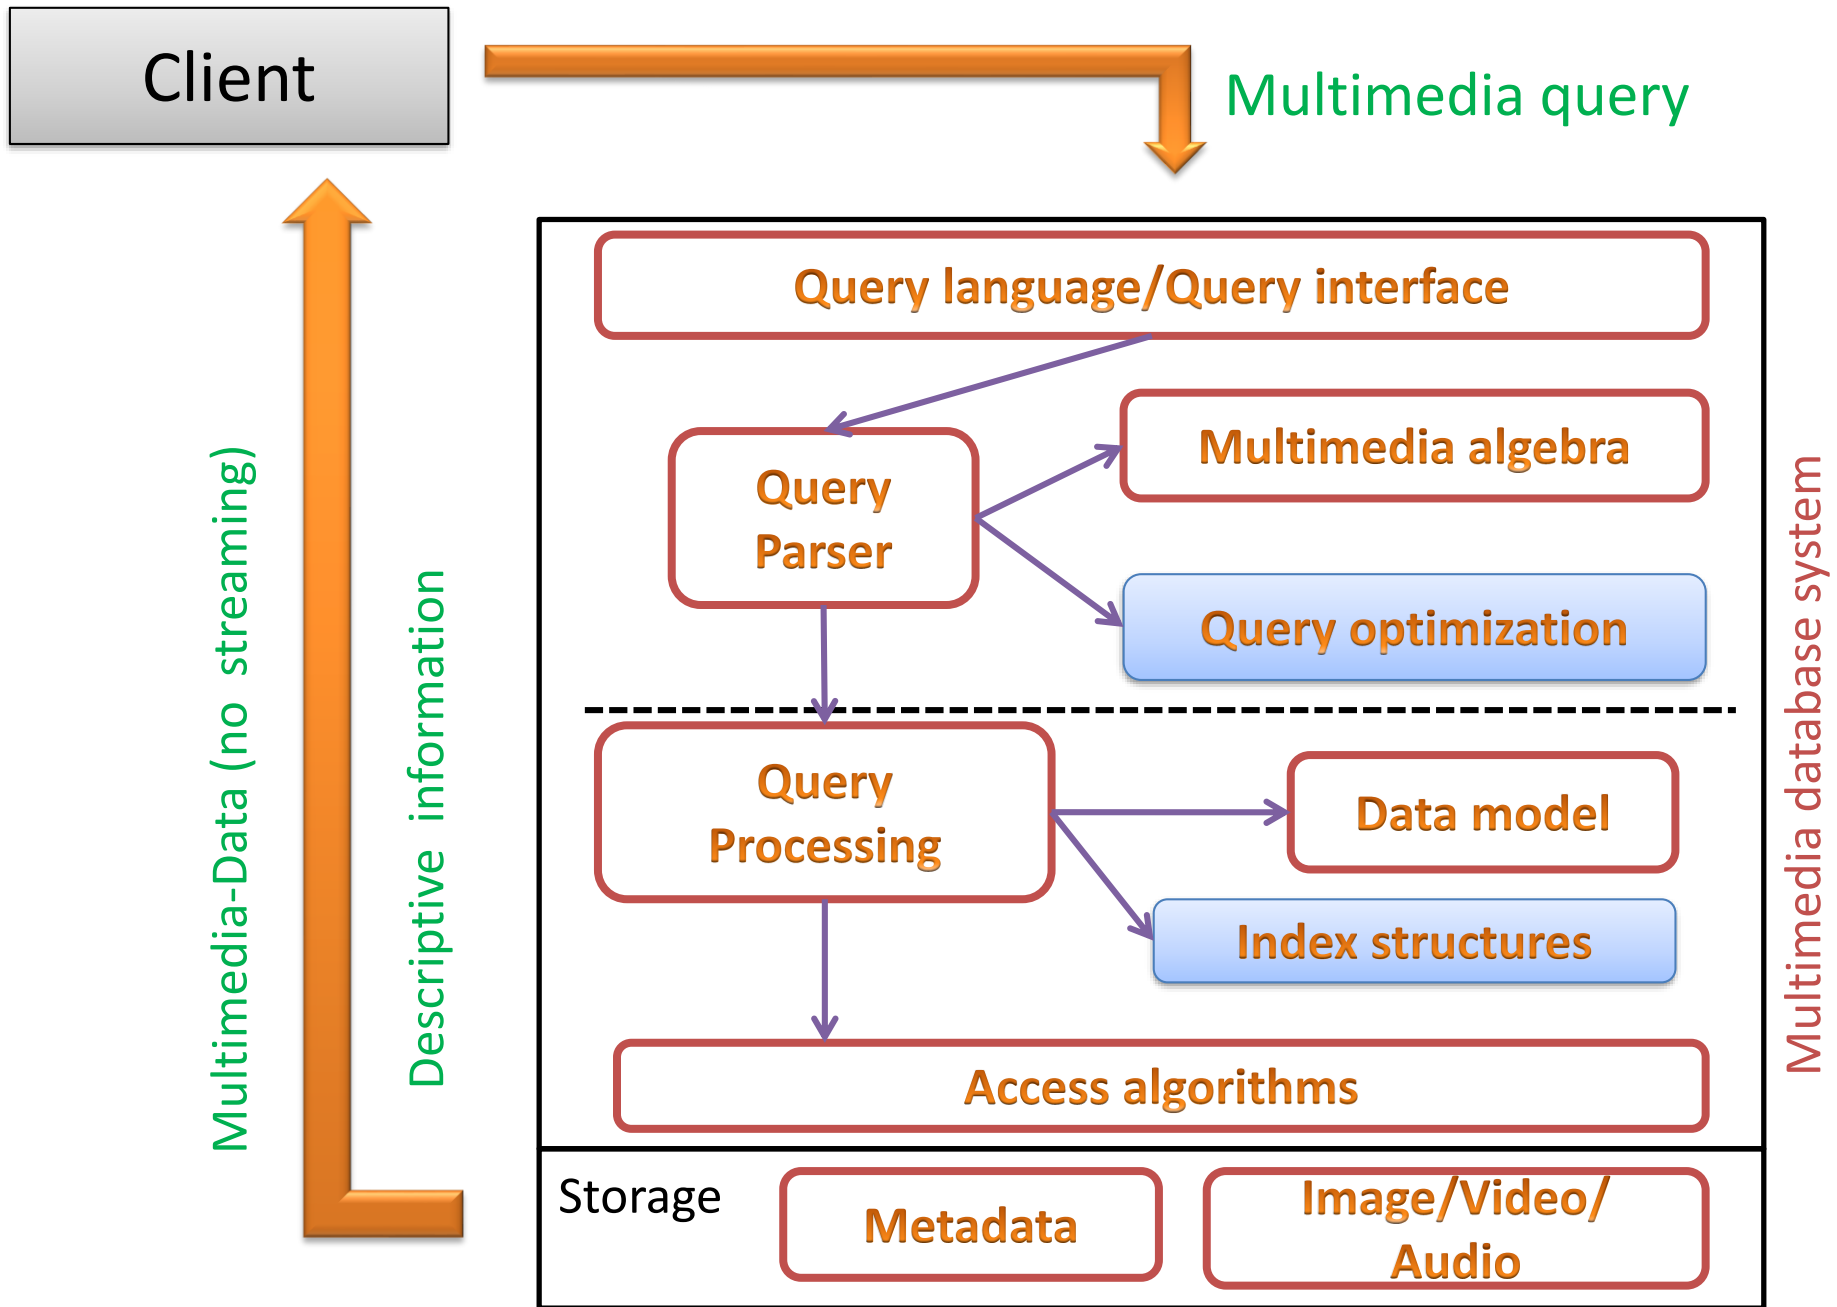 Client
Multimedia query
Query language/Query interface
Multimedia algebra
Query
Parser
Query optimization
Query
Processing
Data model
Index structures
Access algorithms
Storage
Metadata
Image/Video/
Audio
Multimedia-Data (no streaming)
Descriptive information
Multimedia database system